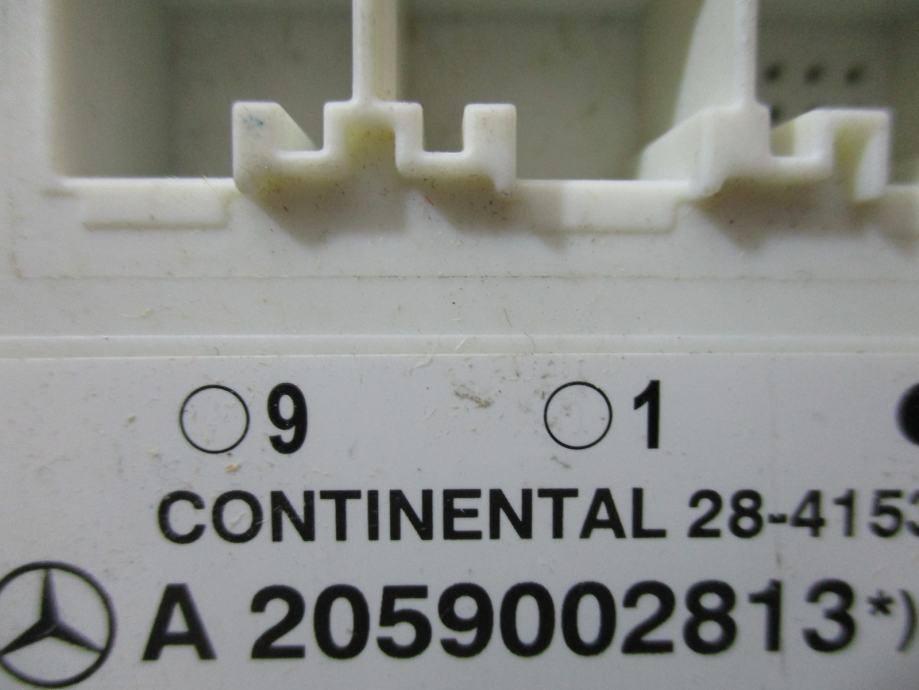 9 1
CONTINENTAL 28-4153
A 2059002813*)